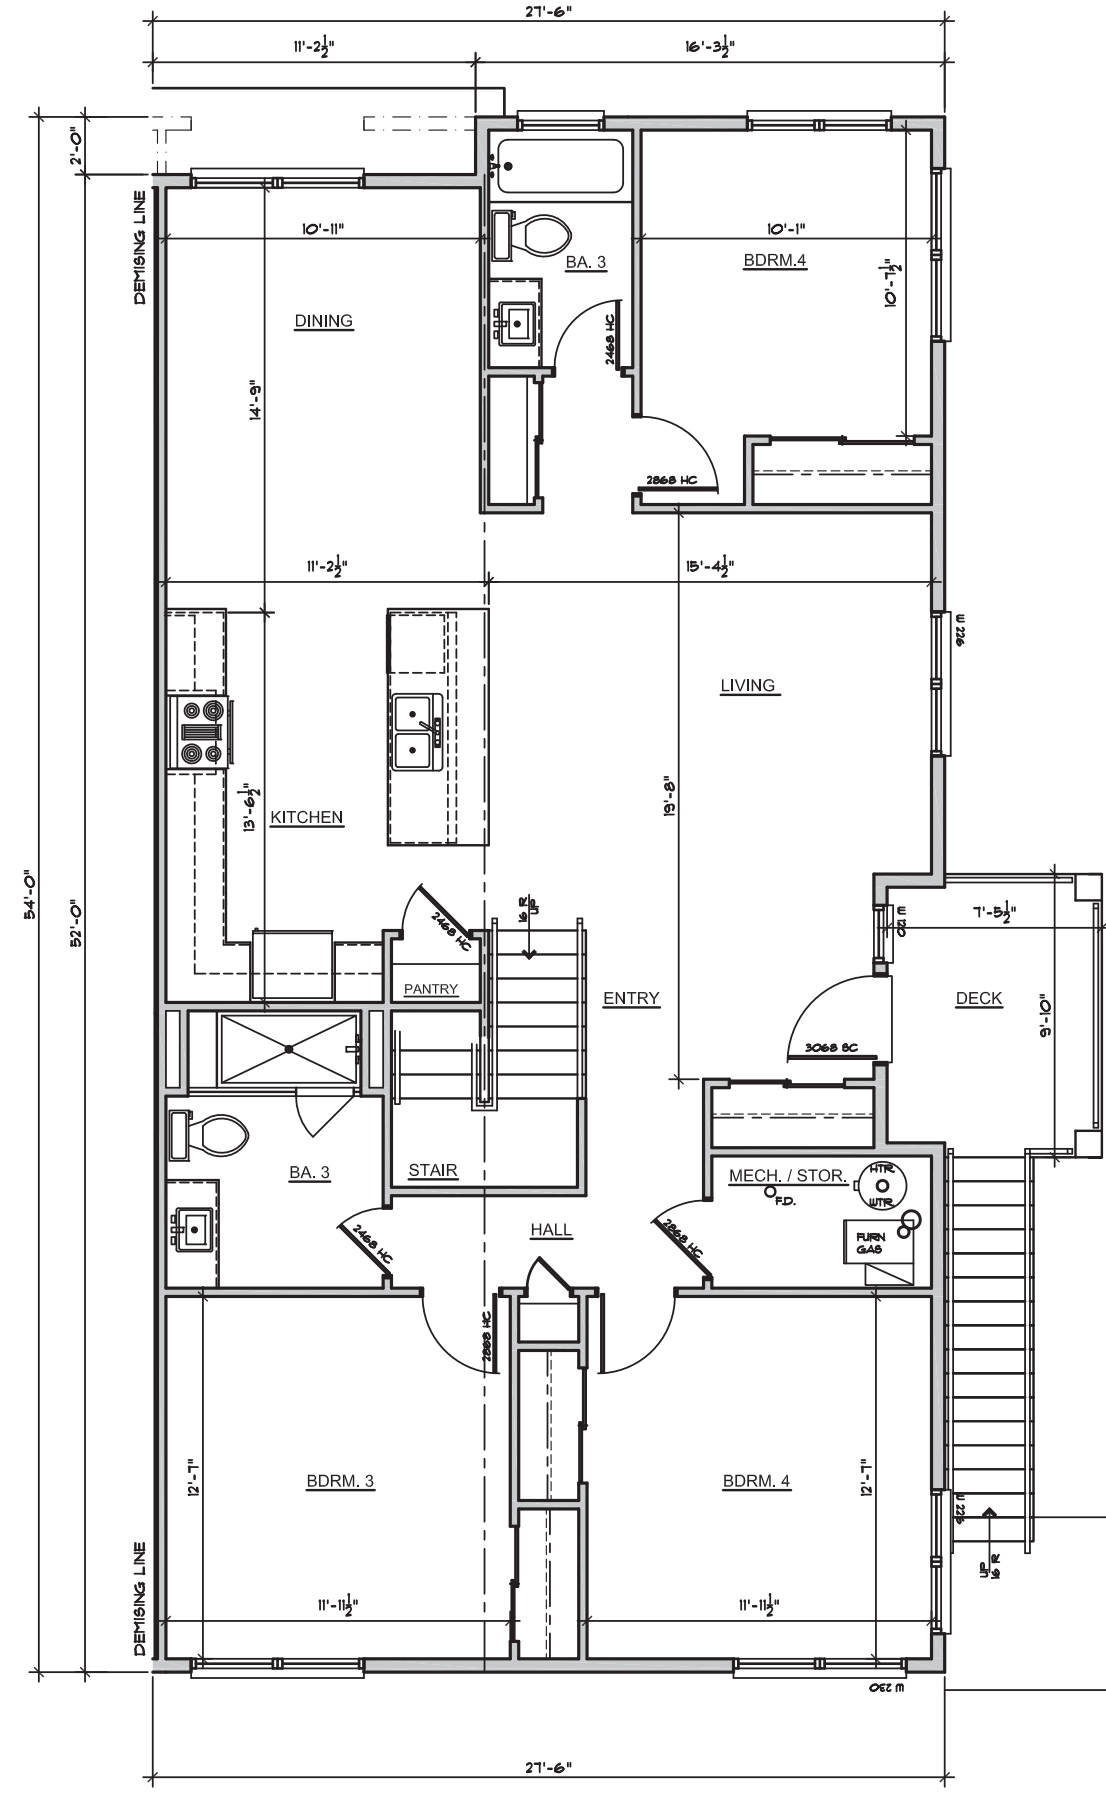 27'-6"
11'-2½"
16'-3½"
2'-0"
DEMISING LINE
10'-11"
10'-1"
BA. 3
BDRM.4
10'-7½"
DINING
2468 HC
14'-9"
2868 HC
11'-2½"
15'-4½"
W 226
LIVING
19'-8"
13'-6½"
KITCHEN
54'-0"
52'-0"
2468 HC
16 R
UP
W 120
7'-5½"
PANTRY
ENTRY
DECK
9'-10"
3068 SC
BA. 3
STAIR
MECH. / STOR.
F.D.
HTR
WTR
2468 HC
HALL
2868 HC
FURN
GAS
2868 HC
12'-7"
BDRM. 3
BDRM. 4
12'-7"
W 226
UP
16 R
DEMISING LINE
11'-11½"
11'-11½"
W 230
27'-6"